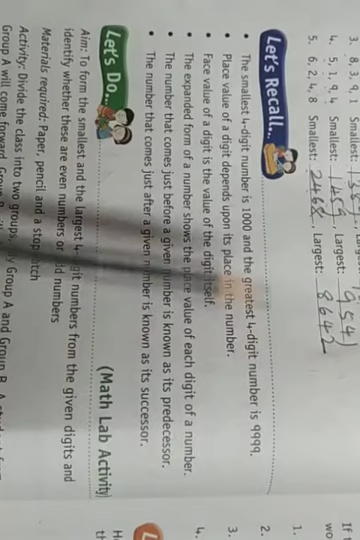 3. 8, 3, 9, Smallest:
4. 5, 1, 9, 4 Smallest: 1459, Largest: 9541
5. 6, 2, 4, 8 Smallest: 2468, Largest: 8642
Let's Recall...
• The smallest 4-digit number is 1000 and the greatest 4-digit number is 9999.
• Place value of a digit depends upon its place in the number.
• Face value of a digit is the value of the digit itself.
• The expanded form of a number shows the place value of each digit of a number.
• The number that comes just before a given number is known as its predecessor.
• The number that comes just after a given number is known as its successor.
Let's Do...
(Math Lab Activity)
Aim: To form the smallest and the largest 4-digit numbers from the given digits and
identify whether these are even numbers or odd numbers
Materials required: Paper, pencil and a stopwatch
Activity: Divide the class into two groups, Group A and Group B. A
Group A will come forward. Group
If
wo
1.
2.
3.
4.
L
He
th